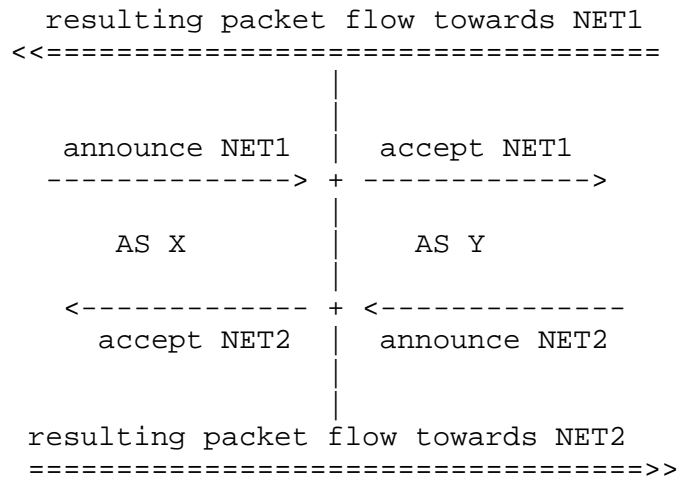 resulting packet flow towards NET1
<<===================================
|
|
announce NET1 | accept NET1
--------------> + ------------->
|
AS X | AS Y
|
<------------- + <--------------
accept NET2 | announce NET2
|
|
resulting packet flow towards NET2
===================================>>